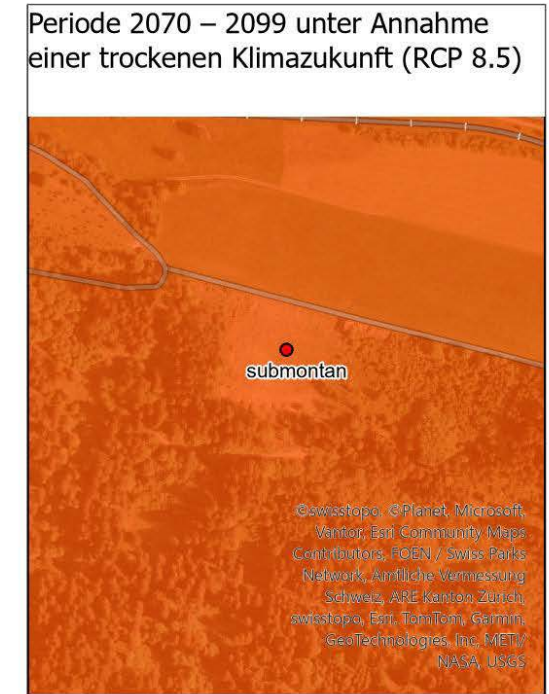 Periode 2070 – 2099 unter Annahme
einer trockenen Klimazukunft (RCP 8.5)
submontan
©swisstopo, ©Planet, Microsoft,
Vantor, Esri Community Maps
Contributors, FOEN / Swiss Parks
Network, Amtliche Vermessung
Schweiz, ARE Kanton Zürich,
swisstopo, Esri, TomTom, Garmin,
GeoTechnologies, Inc, METI/
NASA, USGS